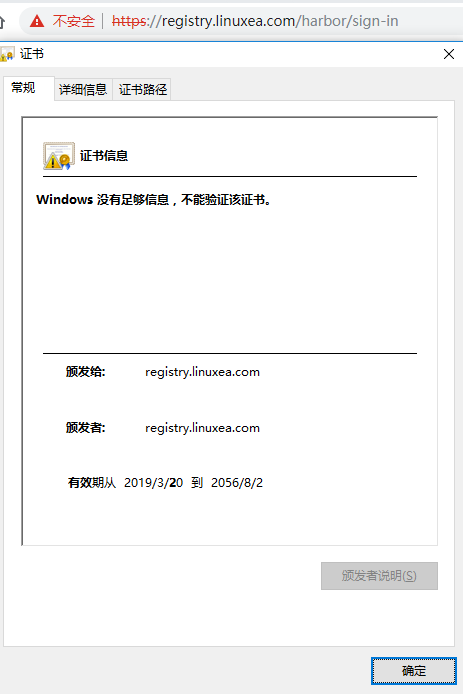 不安全 https://registry.linuxea.com/harbor/sign-in
证书
常规 详细信息 证书路径
证书信息
Windows 没有足够信息，不能验证该证书。
颁发给: registry.linuxea.com
颁发者: registry.linuxea.com
有效期从 2019/3/20 到 2056/8/2
颁发者说明(S)
确定